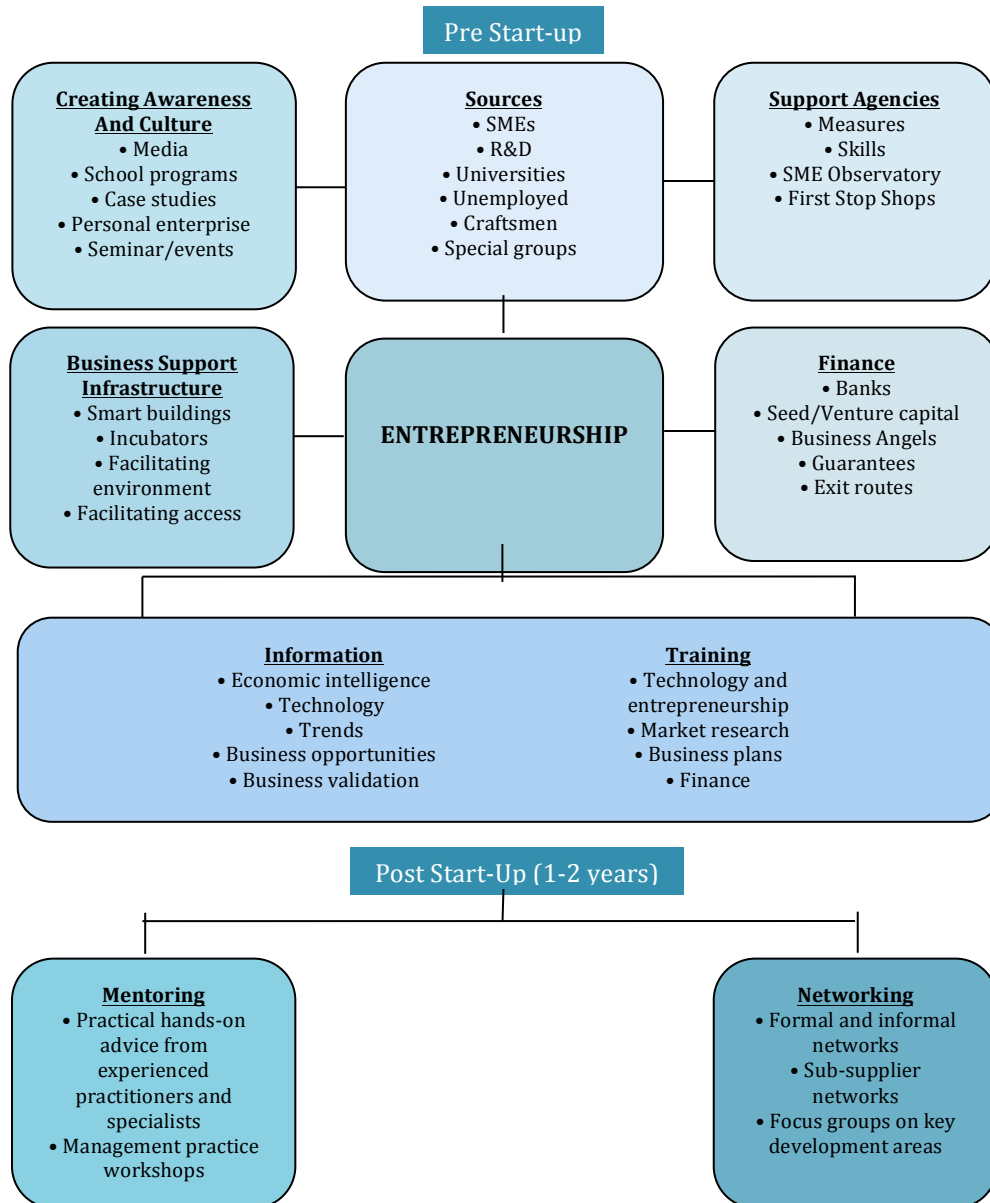 Pre Start-up
Creating Awareness
And Culture
• Media
• School programs
• Case studies
• Personal enterprise
• Seminar/events
Sources
• SMEs
• R&D
• Universities
• Unemployed
• Craftsmen
• Special groups
Support Agencies
• Measures
• Skills
• SME Observatory
• First Stop Shops
Business Support
Infrastructure
• Smart buildings
• Incubators
• Facilitating
environment
• Facilitating access
ENTREPRENEURSHIP
Finance
• Banks
• Seed/Venture capital
• Business Angels
• Guarantees
• Exit routes
Information
• Economic intelligence
• Technology
• Trends
• Business opportunities
• Business validation
Training
• Technology and
entrepreneurship
• Market research
• Business plans
• Finance
Post Start-Up (1-2 years)
Mentoring
• Practical hands-on
advice from
experienced
practitioners and
specialists
• Management practice
workshops
Networking
• Formal and informal
networks
• Sub-supplier
networks
• Focus groups on key
development areas